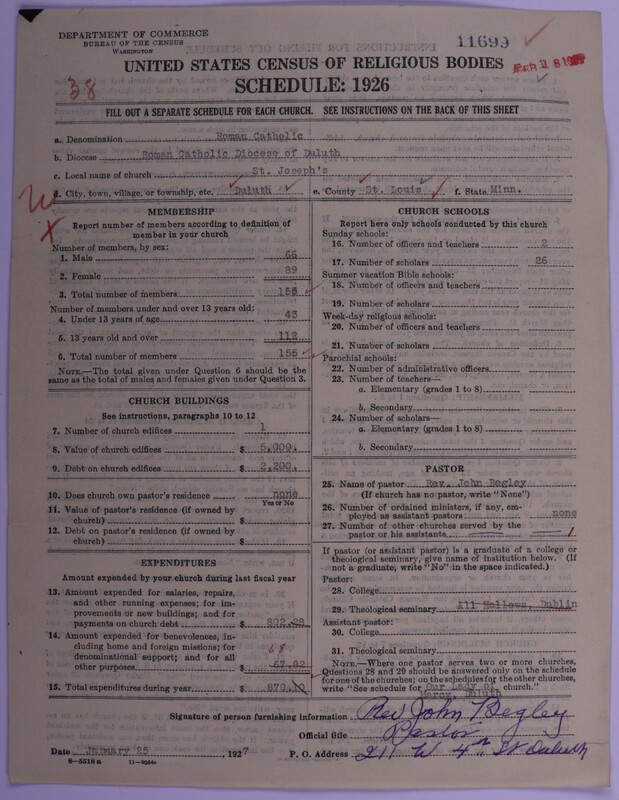 DEPARTMENT OF COMMERCE
BUREAU OF THE CENSUS
WASHINGTON
11699
UNITED STATES CENSUS OF RELIGIOUS BODIES
SCHEDULE: 1926
38
FILL OUT A SEPARATE SCHEDULE FOR EACH CHURCH. SEE INSTRUCTIONS ON THE BACK OF THIS SHEET
a. Denomination Roman Catholic
b. Diocese Roman Catholic Diocese of Duluth
c. Local name of church St. Joseph's
d. City, town, village, or township, etc. Duluth e. County St. Louis f. State Minn.
MEMBERSHIP
Report number of members according to definition of
member in your church
Number of members, by sex:
1. Male 66
2. Female 89
3. Total number of members 155
Number of members under and over 13 years old:
4. Under 13 years of age 43
5. 13 years old and over 112
6. Total number of members 155
NOTE.—The total given under Question 6 should be the
same as the total of males and females given under Question 3.
CHURCH BUILDINGS
See instructions, paragraphs 10 to 12
7. Number of church edifices 1
8. Value of church edifices $ 5,000.
9. Debt on church edifices $ 2,200.
10. Does church own pastor's residence none
Yes or No
11. Value of pastor's residence (if owned by
church) $
12. Debt on pastor's residence (if owned by
church) $
EXPENDITURES
Amount expended by your church during last fiscal year
13. Amount expended for salaries, repairs,
and other running expenses; for im-
provements or new buildings; and for
payments on church debt $ 802.28
14. Amount expended for benevolences,
including home and foreign missions; for
denominational support; and for all
other purposes 68 67.82
15. Total expenditures during year $ 870.10
CHURCH SCHOOLS
Report here only schools conducted by this church
Sunday schools:
16. Number of officers and teachers 2
17. Number of scholars 26
Summer vacation Bible schools:
18. Number of officers and teachers
19. Number of scholars
Week-day religious schools:
20. Number of officers and teachers
21. Number of scholars
Parochial schools:
22. Number of administrative officers
23. Number of teachers—
a. Elementary (grades 1 to 8)
b. Secondary
24. Number of scholars—
a. Elementary (grades 1 to 8)
b. Secondary
PASTOR
25. Name of pastor Rev. John Begley
(If church has no pastor, write "None")
26. Number of ordained ministers, if any, em-
ployed as assistant pastors none
27. Number of other churches served by the
pastor or his assistants 1
If pastor (or assistant pastor) is a graduate of a college or
theological seminary, give name of institution below. (If
not a graduate, write "No" in the space indicated.)
Pastor:
28. College
29. Theological seminary All Hallows, Dublin
Assistant pastor:
30. College
31. Theological seminary
NOTE.—Where one pastor serves two or more churches,
Questions 28 and 29 should be answered only on the schedule
for one of the churches; on the schedules for the other churches,
write "See schedule for Our Lady of church."
Mercy, Duluth
Signature of person furnishing information Rev John Begley
Official title Pastor
Date January 25, 1927 P. O. Address 211 W 4th St Duluth
8-5518 a